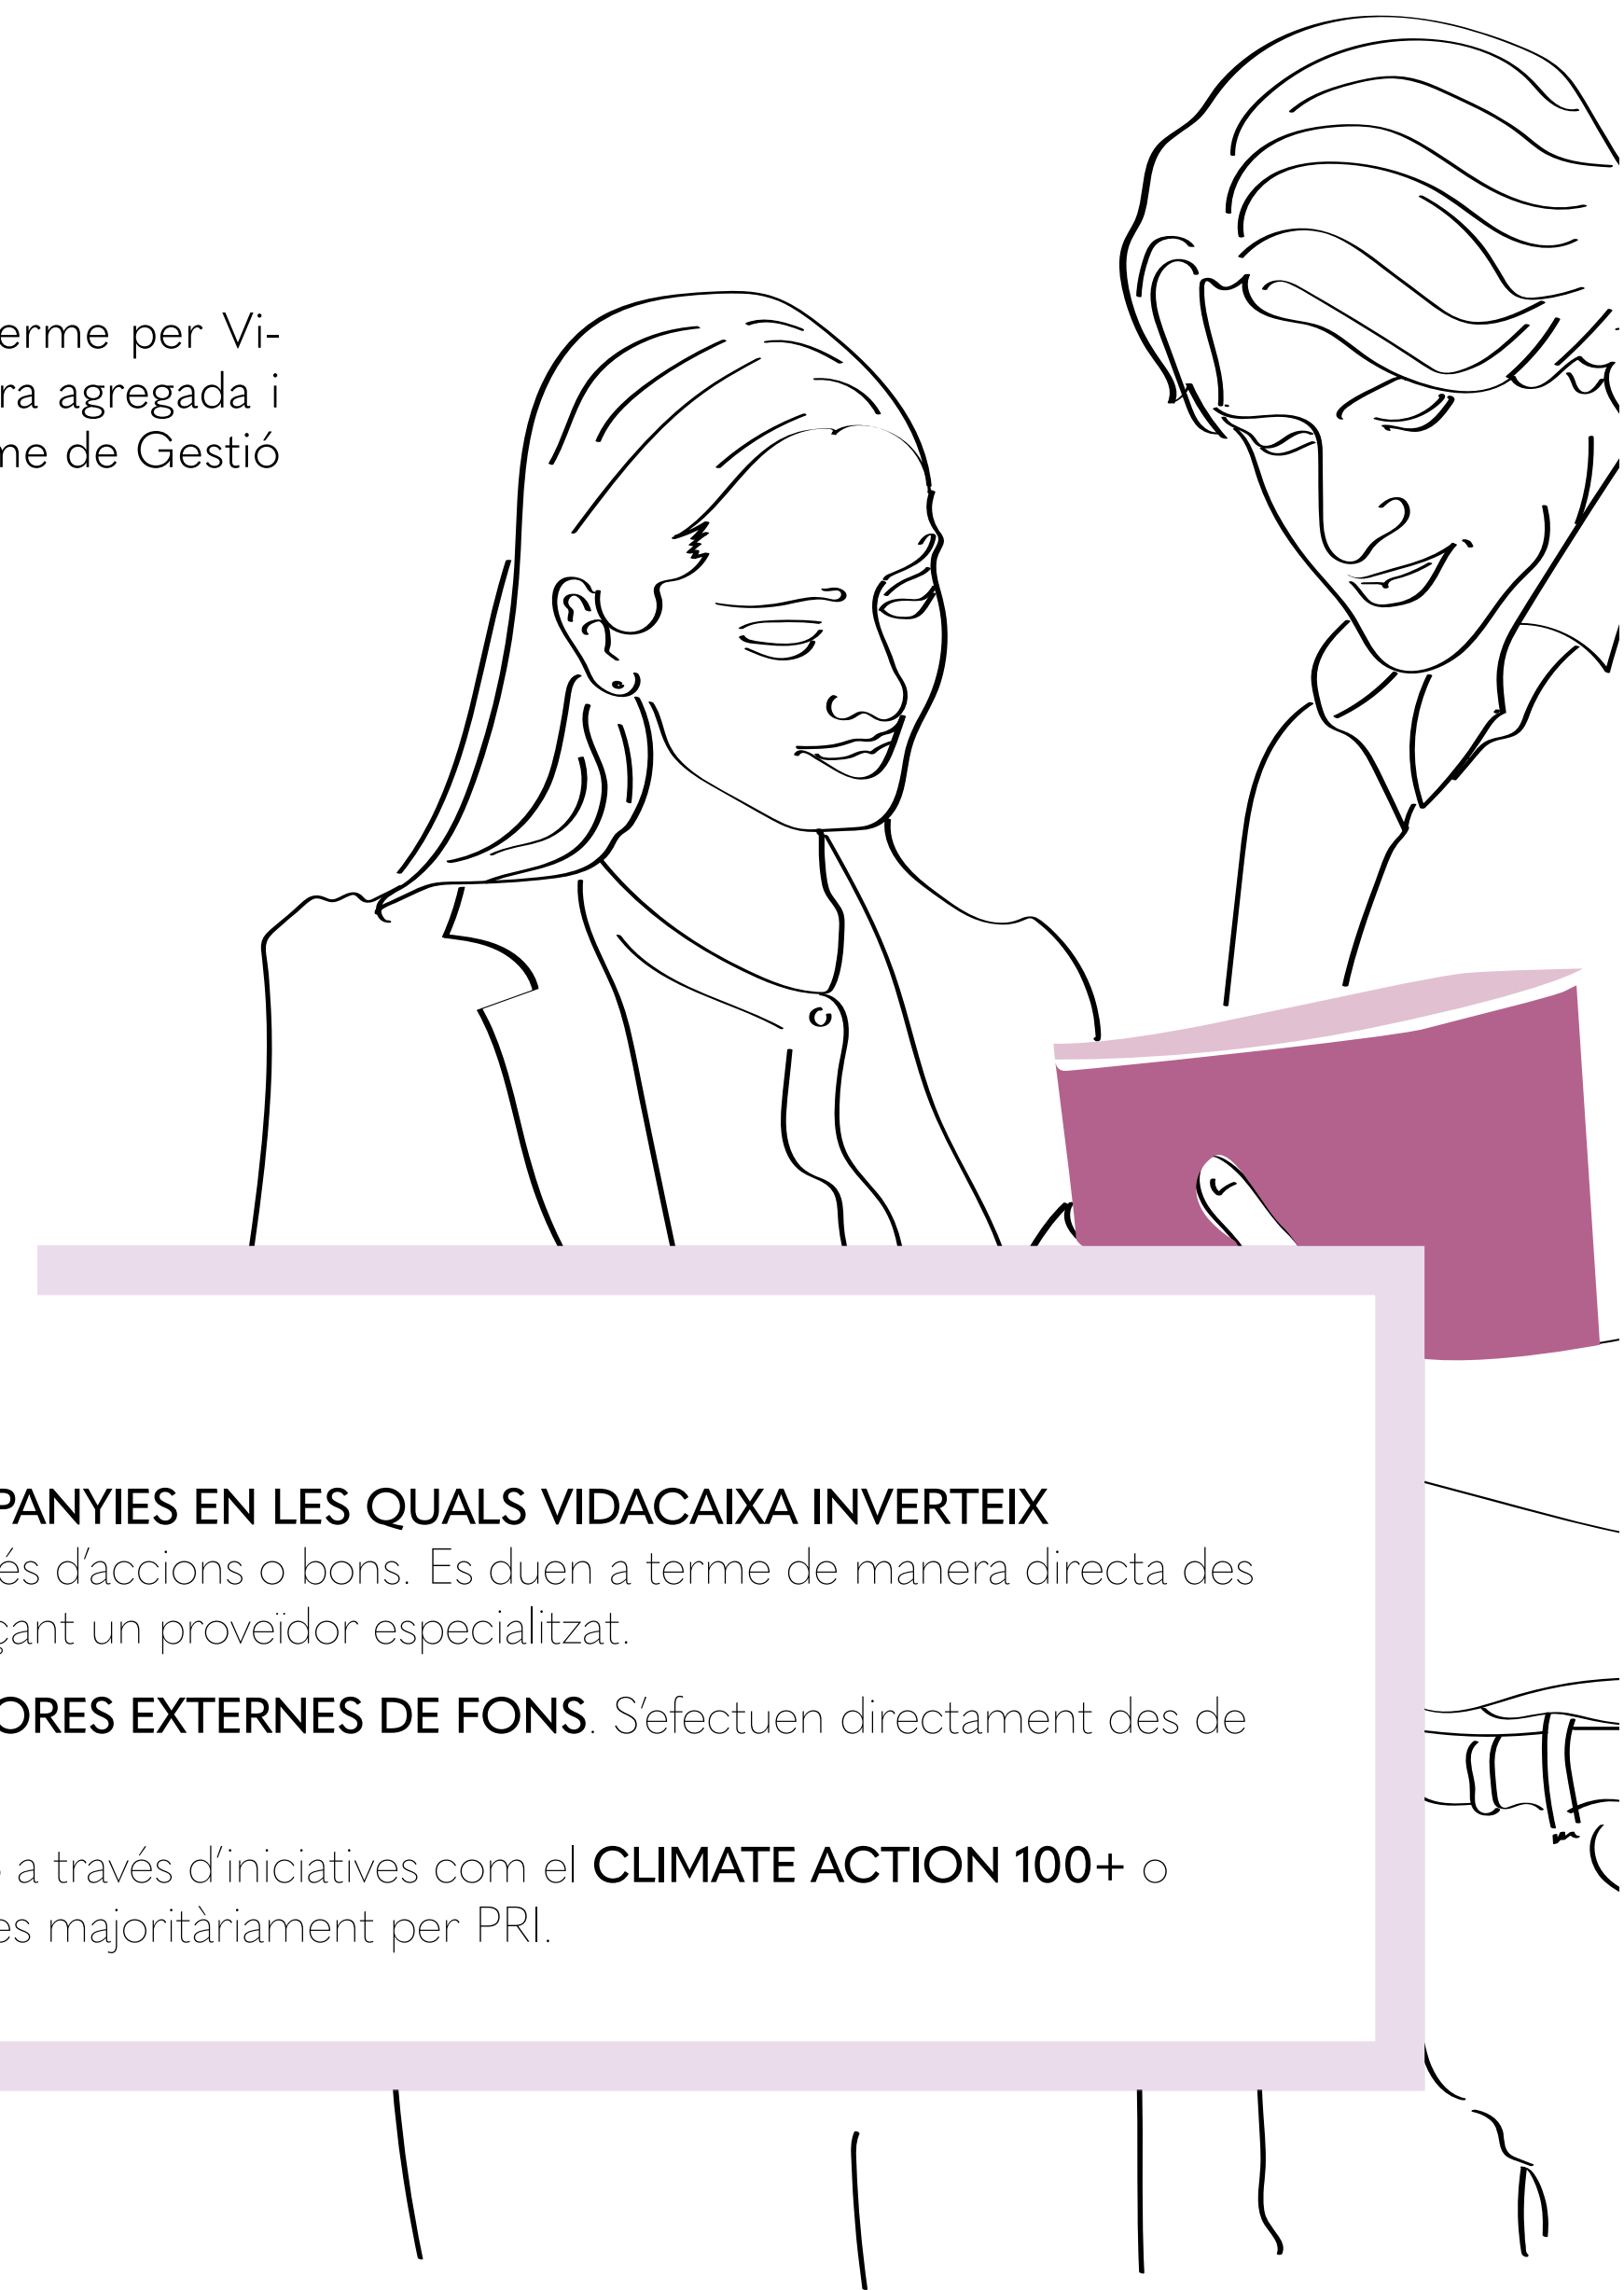 erme per Vi-
ra agregada i
me de Gestió
PANYIES EN LES QUALS VIDACAIXA INVERTEIX
és d’accions o bons. Es duen a terme de manera directa des
çant un proveïdor especialitzat.
ORES EXTERNES DE FONS. S’efectuen directament des de
a través d’iniciatives com el CLIMATE ACTION 100+ o
es majoritàriament per PRI.